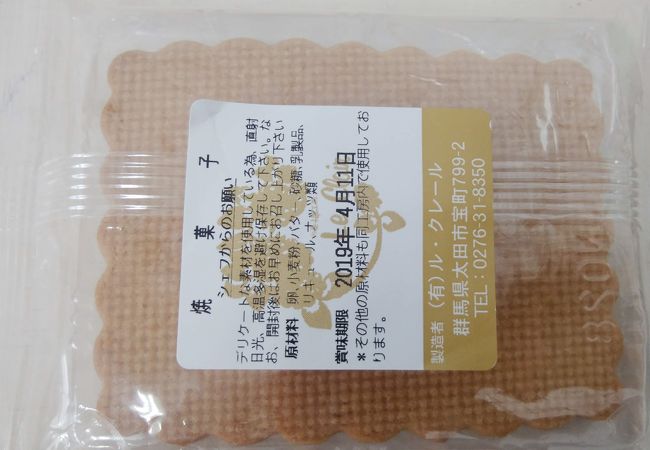 焼　菓　子
シェフからのお願い
デリケートな素材を使用している為、直射
日光、高温多湿を避け保存して下さい。な
お、開封後はお早めにお召し上がり下さい
原材料　卵、小麦粉、バター、砂糖、乳製品、
リキュール、ナッツ類
賞味期限　2019年 4月11日
＊その他の原材料も同工房内で使用してお
ります。
製造者　（有）ル・クレール
群馬県太田市宝町799-2
TEL：0276-31-8350